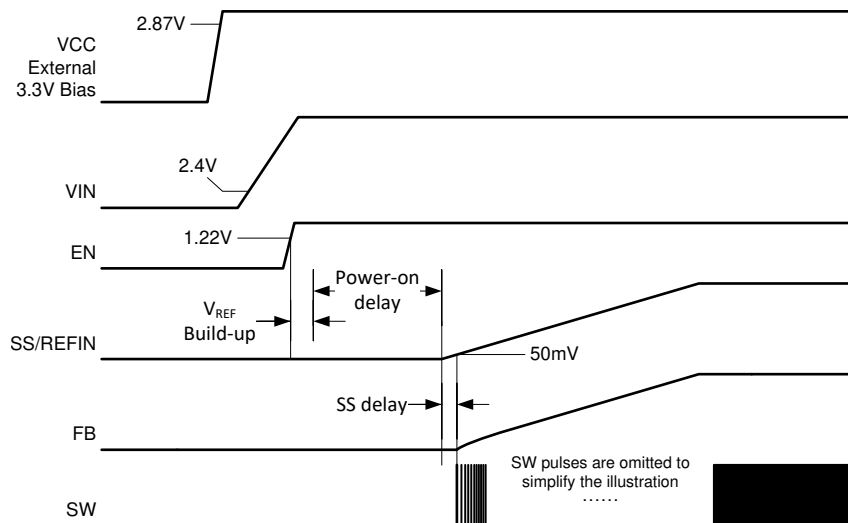 2.87V
VCC
External
3.3V Bias
2.4V
VIN
1.22V
EN
Power-on
delay
VREF
Build-up
SS/REFIN
50mV
SS delay
FB
SW pulses are omitted to
simplify the illustration
......
SW